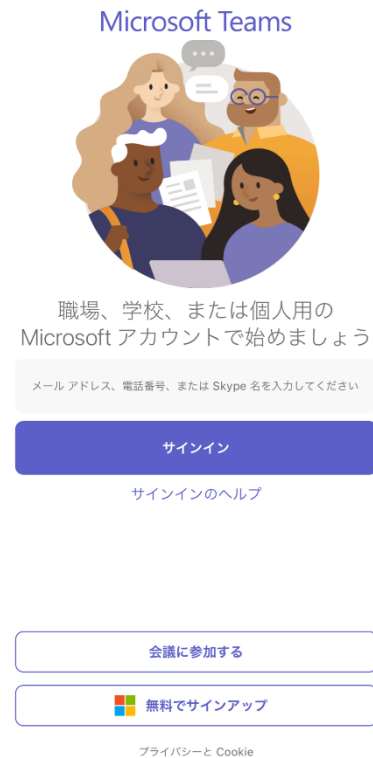 Microsoft Teams
職場、学校、または個人用の
Microsoft アカウントで始めましょう
メール アドレス、電話番号、または Skype 名を入力してください
サインイン
サインインのヘルプ
会議に参加する
無料でサインアップ
プライバシーと Cookie